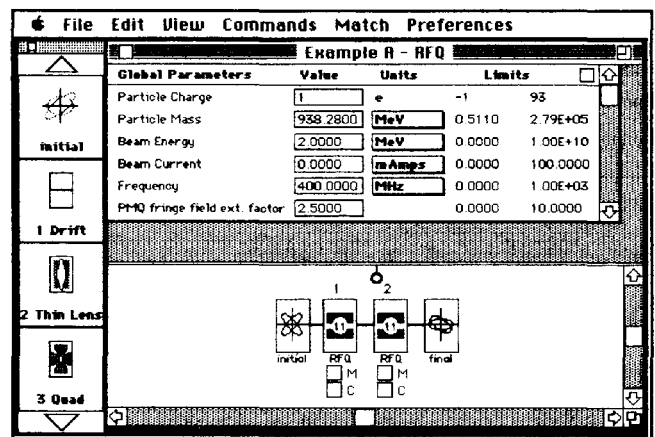 File Edit View Commands Match Preferences
Example A - RFQ
Global Parameters Value Units Limits
Particle Charge 1 e -1 93
Particle Mass 938.2800 MeV 0.5110 2.79E+05
Beam Energy 2.0000 MeV 0.0000 1.00E+10
Beam Current 0.0000 mAmps 0.0000 100.0000
Frequency 400.0000 MHz 0.0000 1.00E+03
PMQ fringe field ext. factor 2.5000 0.0000 10.0000
initial
1 Drift
2 Thin Lens
3 Quad
1 2
11 11
initial RFQ RFQ final
M M
C C